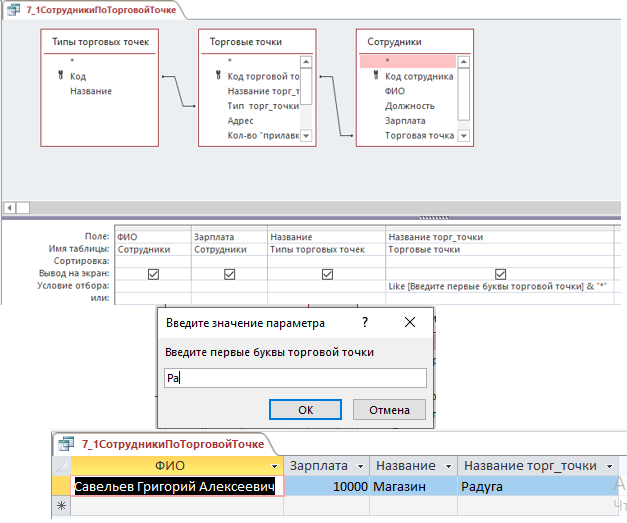 7_1СотрудникиПоТорговойТочке
Типы торговых точек
*
Код
Название
Торговые точки
*
Код торговой то
Название торг_т
Тип торг_точки
Адрес
Кол-во "прилавк
Сотрудники
*
Код сотрудника
ФИО
Должность
Зарплата
Торговая точка
Поле: ФИО Зарплата Название Название торг_точки
Имя таблицы: Сотрудники Сотрудники Типы торговых точек Торговые точки
Сортировка:
Вывод на экран:
Условие отбора: Like [Введите первые буквы торговой точки] & "*"
или:
Введите значение параметра ?
Введите первые буквы торговой точки
Ра
ОК Отмена
7_1СотрудникиПоТорговойТочке
ФИО Зарплата Название Название торг_точки
Савельев Григорий Алексеевич 10000 Магазин Радуга
*